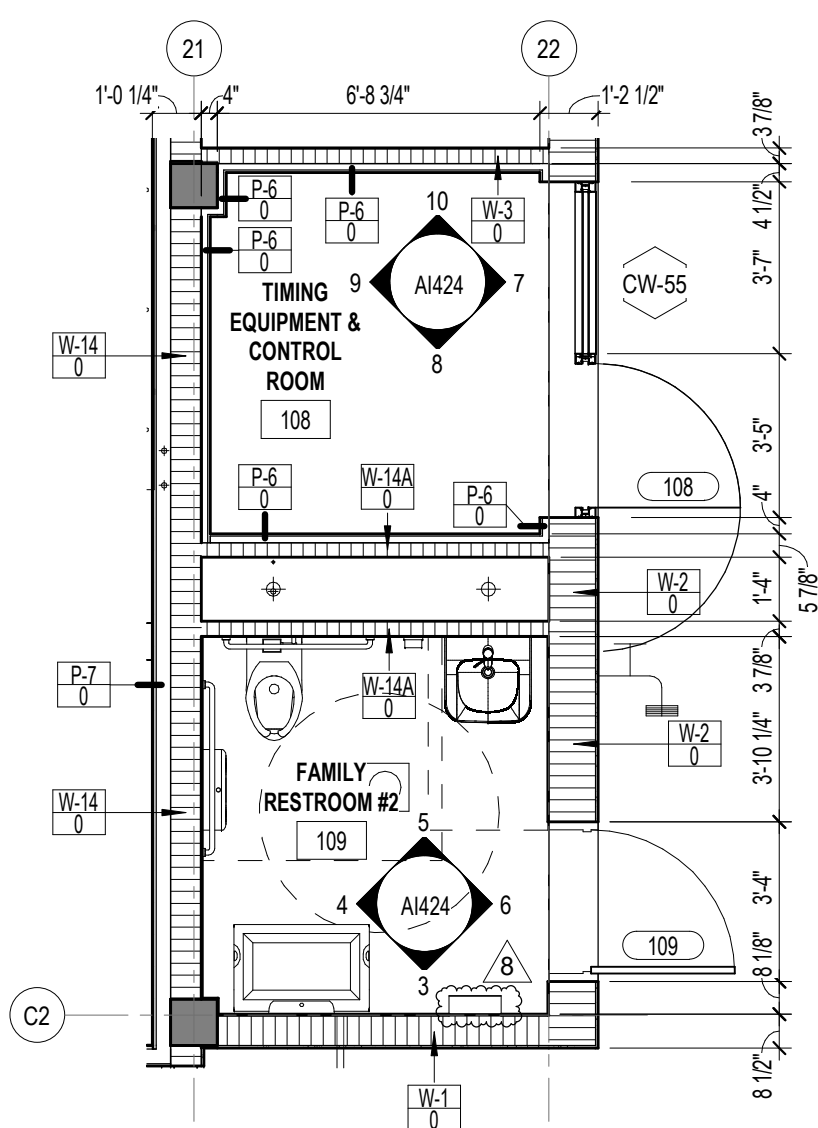 21
22
1'-0 1/4"
4"
6'-8 3/4"
1'-2 1/2"
3 7/8"
4 1/2"
3'-7"
3'-5"
4"
5 7/8"
1'-4"
3 7/8"
3'-10 1/4"
3'-4"
8 1/8"
8 1/2"
P-6
0
P-6
0
P-6
0
W-3
0
10
9
AI424
7
8
CW-55
TIMING
EQUIPMENT &
CONTROL
ROOM
108
W-14
0
P-6
0
W-14A
0
P-6
0
108
W-2
0
P-7
0
W-14A
0
W-2
0
W-14
0
FAMILY
RESTROOM #2
109
5
4
AI424
6
3
8
109
C2
W-1
0